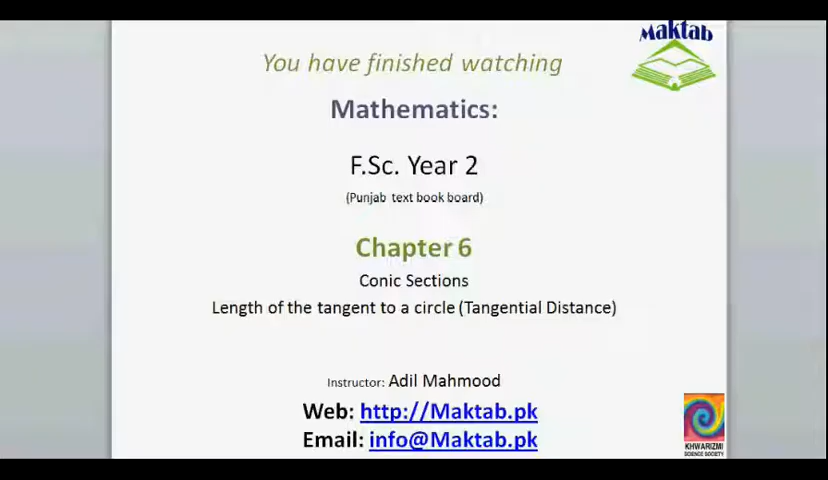 Maktab
You have finished watching
Mathematics:
F.Sc. Year 2
(Punjab text book board)
Chapter 6
Conic Sections
Length of the tangent to a circle (Tangential Distance)
Instructor: Adil Mahmood
Web: http://Maktab.pk
Email: info@Maktab.pk
KHWARIZMI
SCIENCE SOCIETY